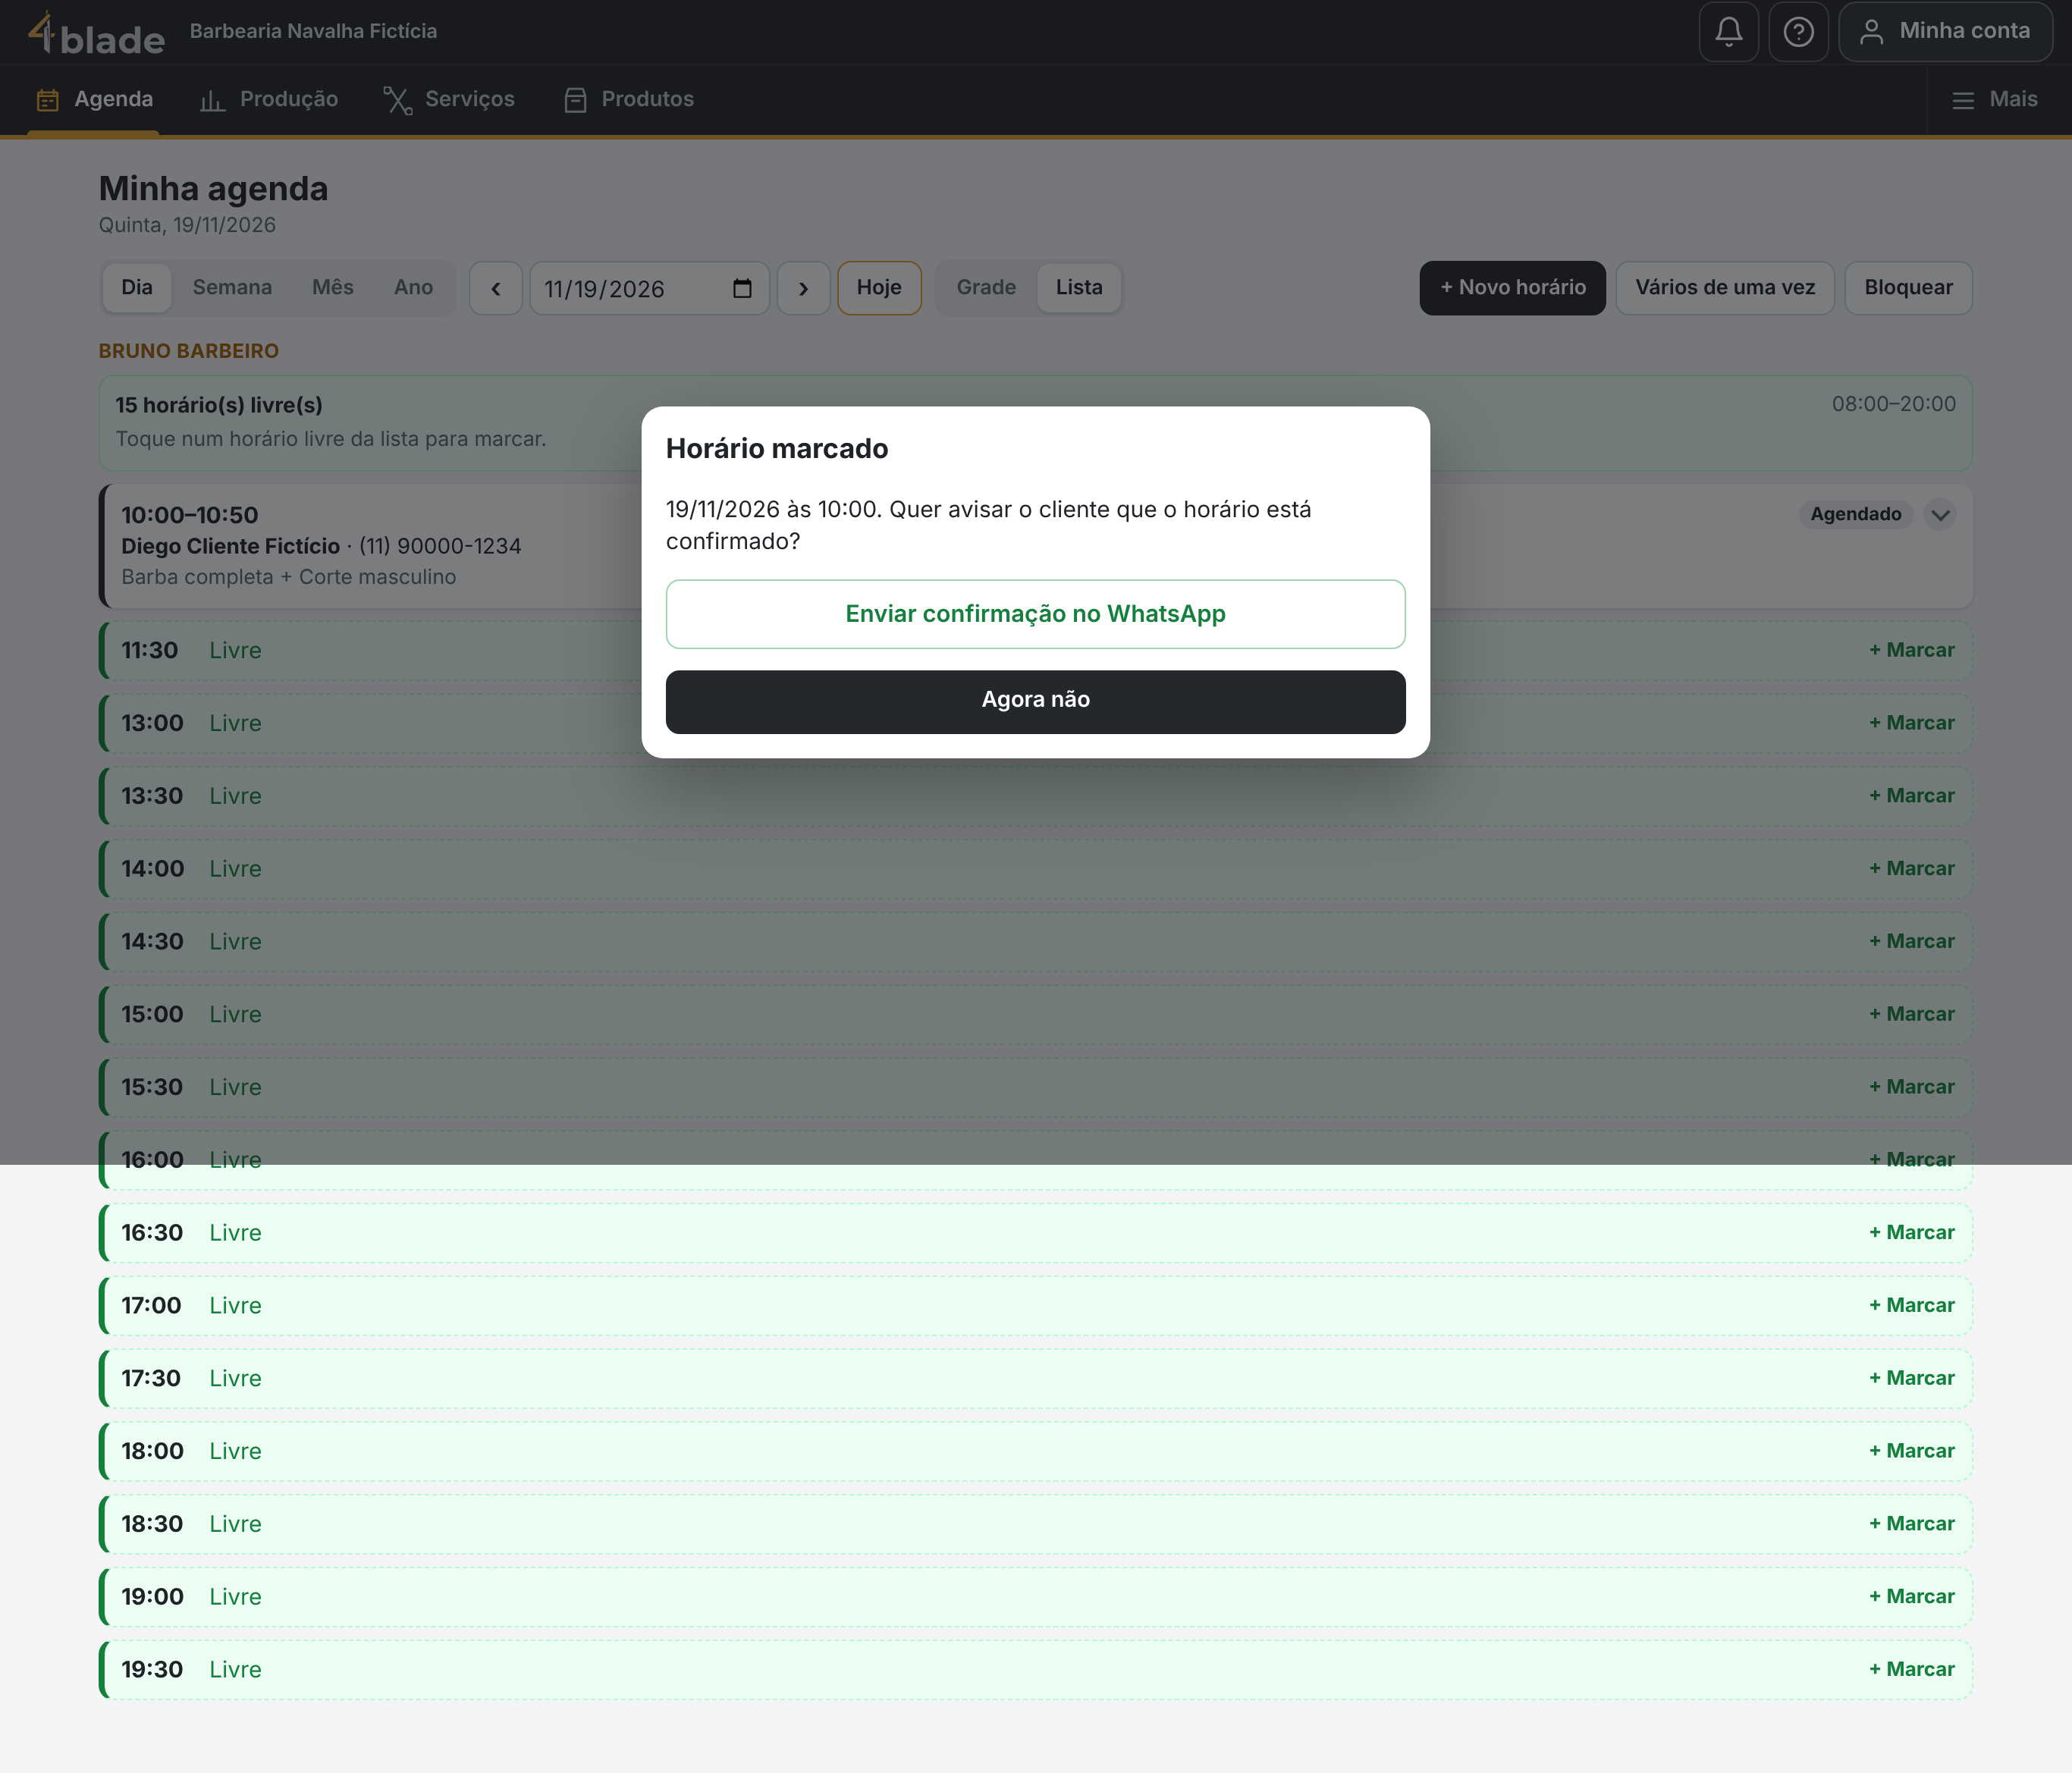 4blade
Barbearia Navalha Fictícia
Minha conta
Agenda
Produção
Serviços
Produtos
Mais
Minha agenda
Quinta, 19/11/2026
Dia
Semana
Mês
Ano
‹
11/19/2026
›
Hoje
Grade
Lista
+ Novo horário
Vários de uma vez
Bloquear
BRUNO BARBEIRO
15 horário(s) livre(s)
08:00–20:00
Toque num horário livre da lista para marcar.
Horário marcado
19/11/2026 às 10:00. Quer avisar o cliente que o horário está
confirmado?
Enviar confirmação no WhatsApp
Agora não
10:00–10:50
Agendado
Diego Cliente Fictício · (11) 90000-1234
Barba completa + Corte masculino
11:30 Livre + Marcar
13:00 Livre + Marcar
13:30 Livre + Marcar
14:00 Livre + Marcar
14:30 Livre + Marcar
15:00 Livre + Marcar
15:30 Livre + Marcar
16:00 Livre + Marcar
16:30 Livre + Marcar
17:00 Livre + Marcar
17:30 Livre + Marcar
18:00 Livre + Marcar
18:30 Livre + Marcar
19:00 Livre + Marcar
19:30 Livre + Marcar